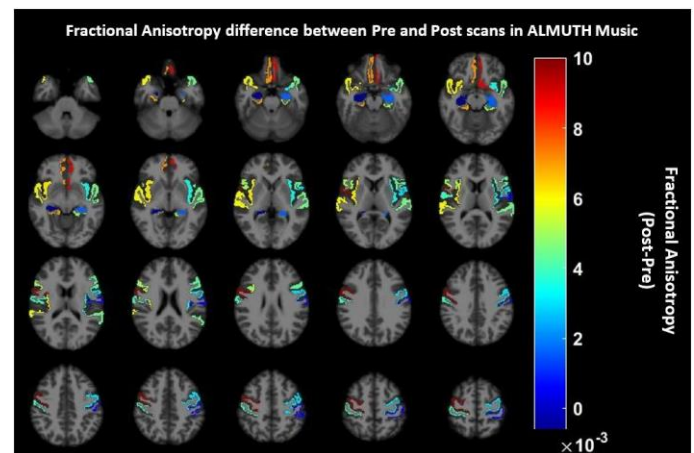 Fractional Anisotropy difference between Pre and Post scans in ALMUTH Music
10
8
6
4
2
0
× 10⁻³
Fractional Anisotropy
(Post-Pre)